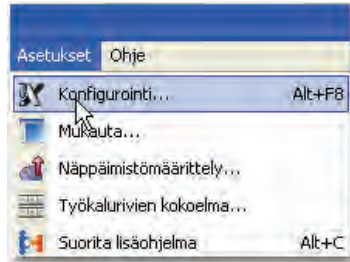 Asetukset Ohje
Konfigurointi... Alt+F8
Mukauta...
Näppäimistömäärittely...
Työkalurivien kokoelma...
Suorita lisäohjelma Alt+C